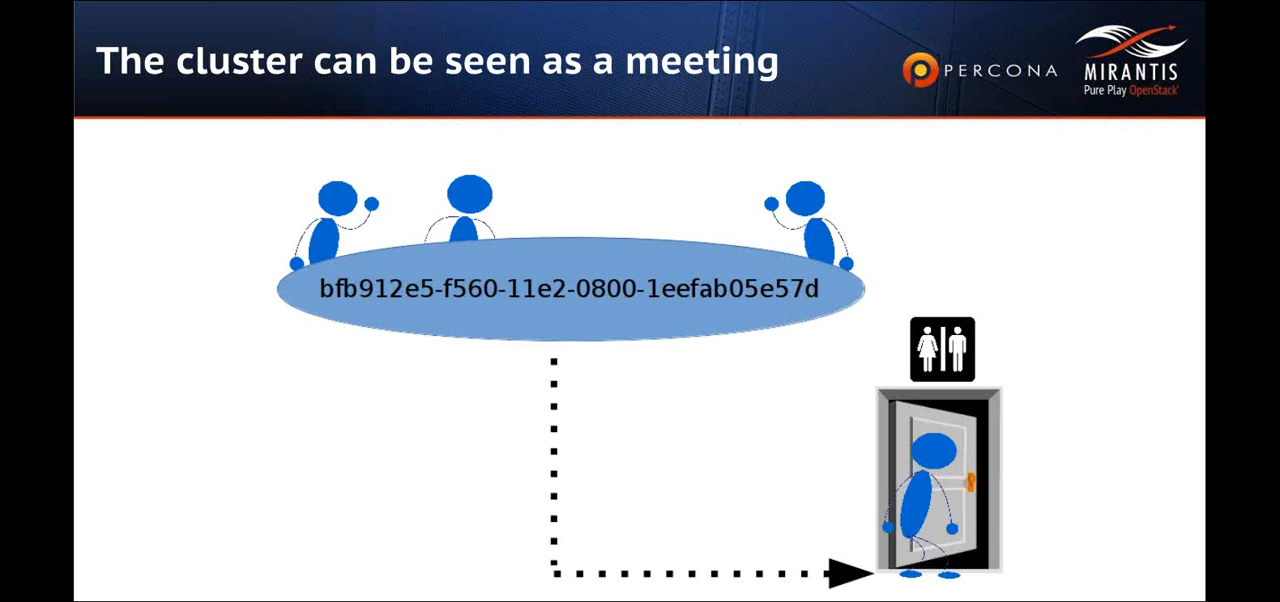 The cluster can be seen as a meeting
PERCONA
MIRANTIS
Pure Play OpenStack
bfb912e5-f560-11e2-0800-1eefab05e57d